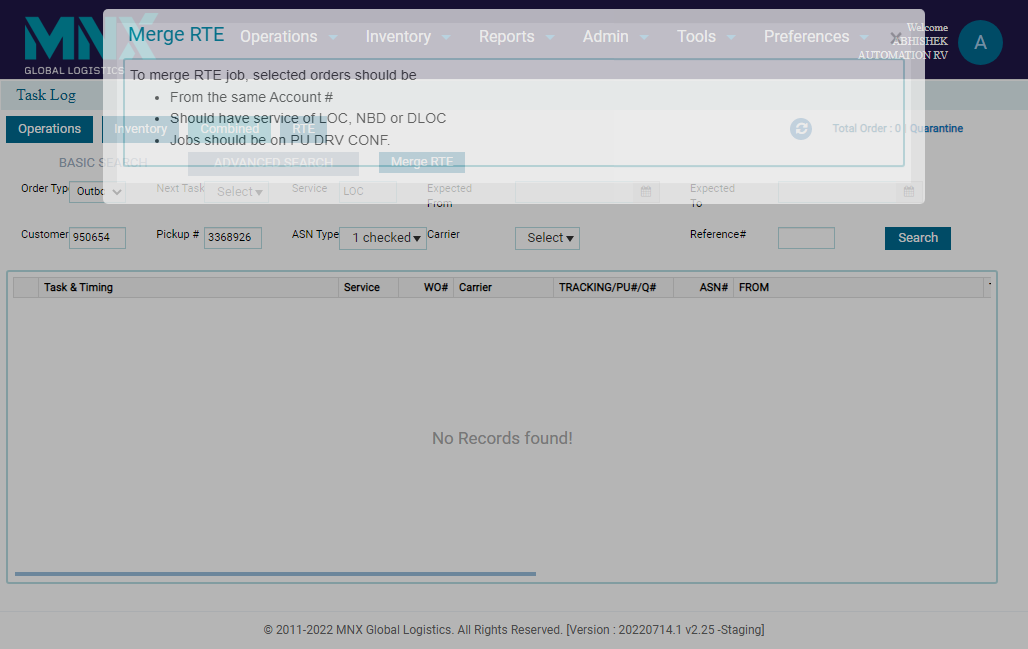 MNX
GLOBAL LOGISTICS
Merge RTE
Operations
Inventory
Reports
Admin
Tools
Preferences
Welcome
ABHISHEK
AUTOMATION RV
A
To merge RTE job, selected orders should be
• From the same Account #
• Should have service of LOC, NBD or DLOC
• Jobs should be on PU DRV CONF.
Task Log
Operations
Inventory
Combined
RTE
Total Order : 0 | Quarantine
BASIC SEARCH
ADVANCED SEARCH
Merge RTE
Order Type
Outbo
Next Task
Select
Service
LOC
Expected
From
Expected
To
Customer
950654
Pickup #
3368926
ASN Type
1 checked
Carrier
Select
Reference#
Search
Task & Timing
Service
WO#
Carrier
TRACKING/PU#/Q#
ASN#
FROM
No Records found!
© 2011-2022 MNX Global Logistics. All Rights Reserved. [Version : 20220714.1 v2.25 -Staging]